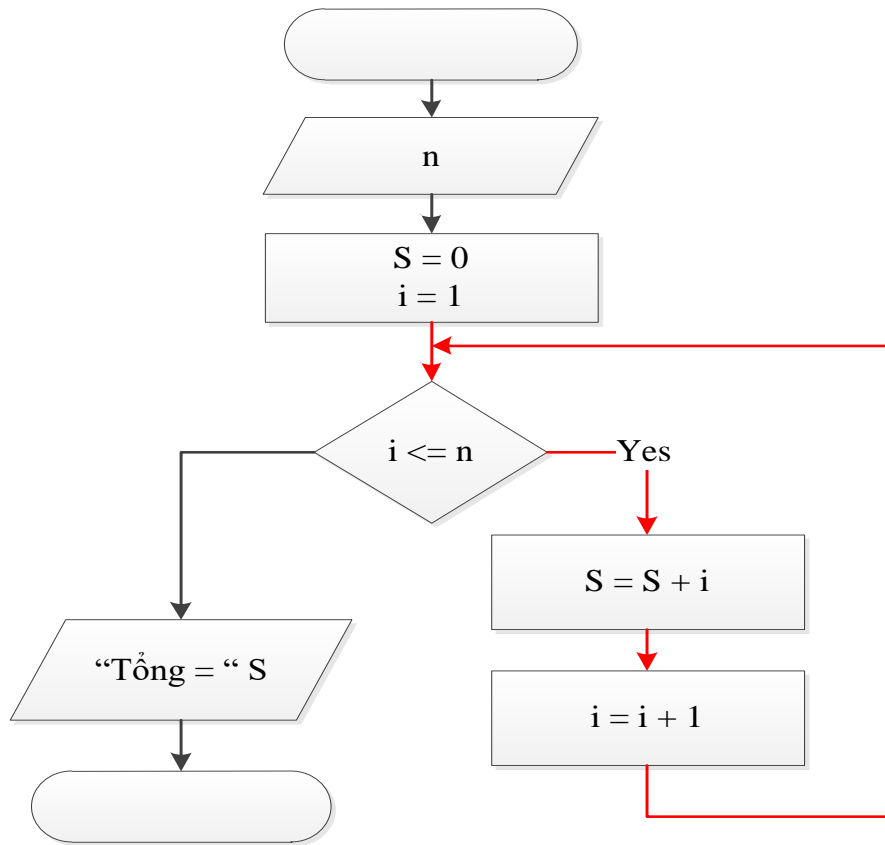 n
S = 0
i = 1
i <= n
Yes
S = S + i
“Tổng = “ S
i = i + 1